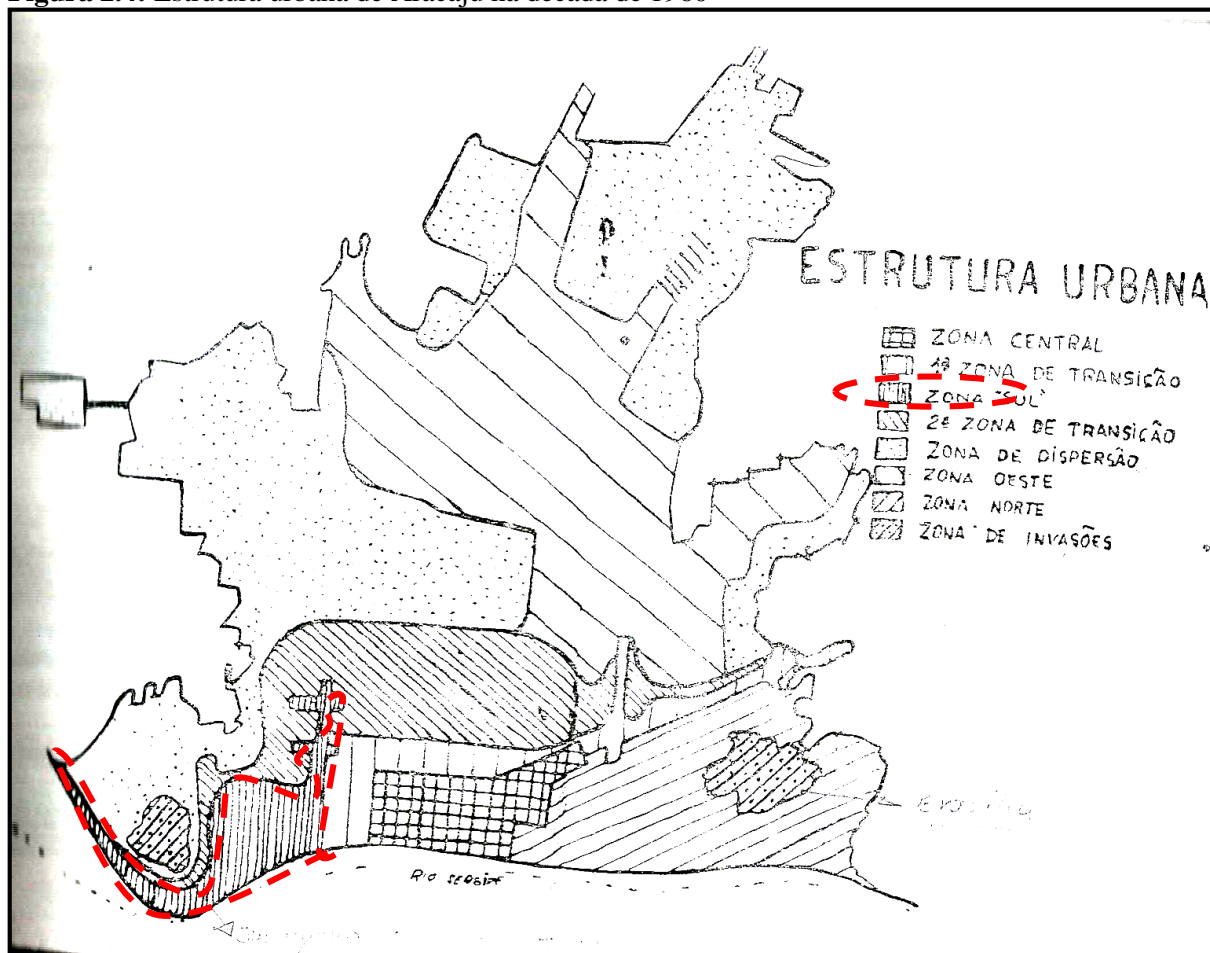 ESTRUTURA URBANA
ZONA CENTRAL
1ª ZONA DE TRANSIÇÃO
ZONA "SUL"
2ª ZONA DE TRANSIÇÃO
ZONA DE DISPERSÃO
ZONA OESTE
ZONA NORTE
ZONA DE INVASÕES
D
I
RIO SERGIPE